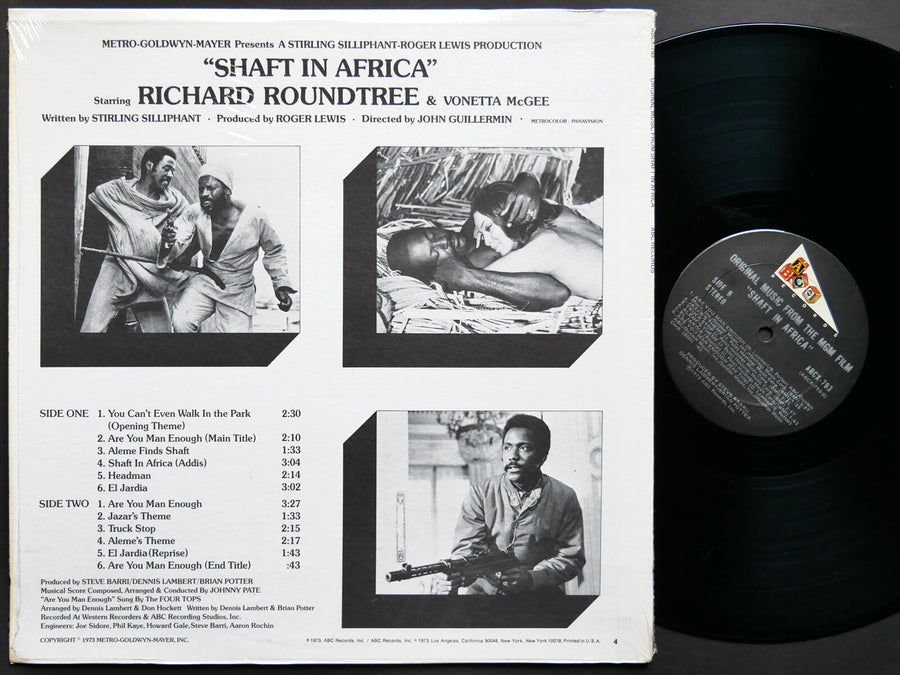 METRO-GOLDWYN-MAYER Presents A STIRLING SILLIPHANT-ROGER LEWIS PRODUCTION
"SHAFT IN AFRICA"
Starring RICHARD ROUNDTREE & VONETTA McGEE
Written by STIRLING SILLIPHANT · Produced by ROGER LEWIS · Directed by JOHN GUILLERMIN · METROCOLOR · PANAVISION
SIDE ONE 1. You Can't Even Walk In the Park 2:30
(Opening Theme)
2. Are You Man Enough (Main Title) 2:10
3. Aleme Finds Shaft 1:33
4. Shaft In Africa (Addis) 3:04
5. Headman 2:14
6. El Jardia 3:02
SIDE TWO 1. Are You Man Enough 3:27
2. Jazar's Theme 1:33
3. Truck Stop 2:15
4. Aleme's Theme 2:17
5. El Jardia (Reprise) 1:43
6. Are You Man Enough (End Title) :43
Produced by STEVE BARRI/DENNIS LAMBERT/BRIAN POTTER
Musical Score Composed, Arranged & Conducted By JOHNNY PATE
"Are You Man Enough" Sung By The FOUR TOPS
Arranged by Dennis Lambert & Don Hockett Written by Dennis Lambert & Brian Potter
Recorded At Western Recorders & ABC Recording Studios, Inc.
Engineers: Joe Sidore, Phil Kaye, Howard Gale, Steve Barri, Aaron Rochin
COPYRIGHT © 1973 METRO-GOLDWYN-MAYER, INC.
℗ 1973, ABC Records, Inc. / ABC Records, Inc. © 1973, Los Angeles, California 90048, New York, New York 10019, Printed in U.S.A.
4
ORIGINAL MUSIC FROM SHAFT IN AFRICA
ABC RECORDS
abc
RECORDS
ORIGINAL MUSIC FROM THE MGM FILM
"SHAFT IN AFRICA"
SIDE B
STEREO
ABCX-793